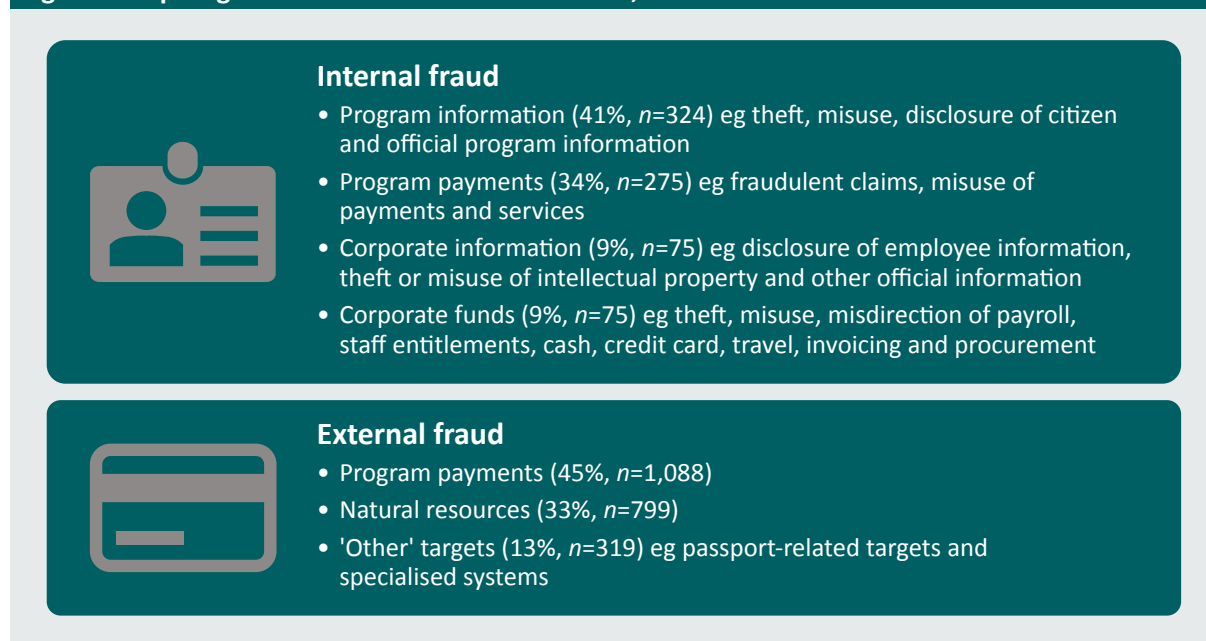 Internal fraud
• Program information (41%, n=324) eg theft, misuse, disclosure of citizen
and official program information
• Program payments (34%, n=275) eg fraudulent claims, misuse of
payments and services
• Corporate information (9%, n=75) eg disclosure of employee information,
theft or misuse of intellectual property and other official information
• Corporate funds (9%, n=75) eg theft, misuse, misdirection of payroll,
staff entitlements, cash, credit card, travel, invoicing and procurement
External fraud
• Program payments (45%, n=1,088)
• Natural resources (33%, n=799)
• 'Other' targets (13%, n=319) eg passport-related targets and
specialised systems